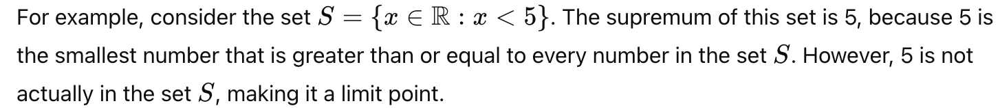 For example, consider the set S = {x ∈ ℝ : x < 5}. The supremum of this set is 5, because 5 is
the smallest number that is greater than or equal to every number in the set S. However, 5 is not
actually in the set S, making it a limit point.